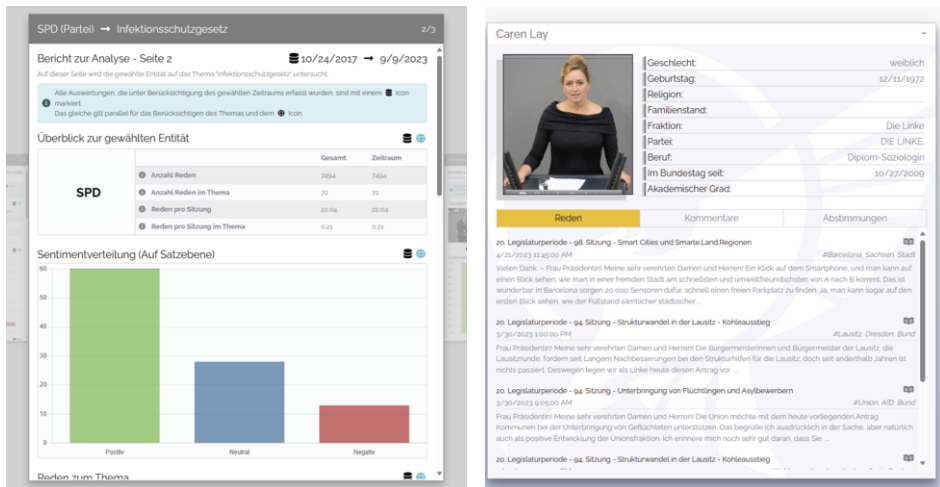 SPD (Partei) → Infektionsschutzgesetz 2/3
Bericht zur Analyse - Seite 2 10/24/2017 → 9/9/2023
Auf dieser Seite wird die gewählte Entität auf das Thema "Infektionsschutzgesetz" untersucht.
Alle Auswertungen, die unter Berücksichtigung des gewählten Zeitraums erfasst wurden, sind mit einem Icon
markiert.
Das gleiche gilt parallel für das Berücksichtigen des Themas und dem Icon.
Überblick zur gewählten Entität
Gesamt Zeitraum
SPD
Anzahl Reden 7494 7494
Anzahl Reden im Thema 72 72
Reden pro Sitzung 22.04 22.04
Reden pro Sitzung im Thema 0.21 0.21
Sentimentverteilung (Auf Satzebene)
60
50
40
30
20
10
0
Positiv Neutral Negativ
Reden zum Thema
Caren Lay –
Geschlecht: weiblich
Geburtstag: 12/11/1972
Religion:
Familienstand:
Fraktion: Die Linke
Partei: DIE LINKE.
Beruf: Diplom-Soziologin
Im Bundestag seit: 10/27/2009
Akademischer Grad:
Reden Kommentare Abstimmungen
20. Legislaturperiode - 98. Sitzung - Smart Cities und Smarte.Land.Regionen
4/21/2023 11:45:00 AM #Barcelona, Sachsen, Stadt
Vielen Dank. – Frau Präsidentin! Meine sehr verehrten Damen und Herren! Ein Klick auf dem Smartphone, und man kann auf
einen Blick sehen, wie man in einer fremden Stadt am schnellsten und umweltfreundlichsten von A nach B kommt. Das ist
wunderbar. In Barcelona sorgen 20 000 Sensoren dafür, schnell einen freien Parkplatz zu finden. Ja, man kann sogar auf den
ersten Blick sehen, wie der Füllstand sämtlicher städtischer ...
20. Legislaturperiode - 94. Sitzung - Strukturwandel in der Lausitz - Kohleausstieg
3/30/2023 1:00:00 PM #Lausitz, Dresden, Bund
Frau Präsidentin! Meine sehr verehrten Damen und Herren! Die Bürgermeisterinnen und Bürgermeister der Lausitz, die
Lausitzrunde, fordern seit Langem Nachbesserungen bei den Strukturhilfen für die Lausitz; doch seit anderthalb Jahren ist
nichts passiert. Deswegen legen wir als Linke heute diesen Antrag vor ...
20. Legislaturperiode - 94. Sitzung - Unterbringung von Flüchtlingen und Asylbewerbern
3/30/2023 9:05:00 AM #Union, AfD, Bund
Frau Präsidentin! Meine sehr verehrten Damen und Herren! Die Union möchte mit dem heute vorliegenden Antrag
Kommunen bei der Unterbringung von Geflüchteten unterstützen. Das begrüße ich ausdrücklich in der Sache, aber natürlich
auch als positive Entwicklung der Unionsfraktion. Ich erinnere mich noch sehr gut daran, dass Sie, ...
20. Legislaturperiode - 94. Sitzung - Strukturwandel in der Lausitz - Kohleausstieg